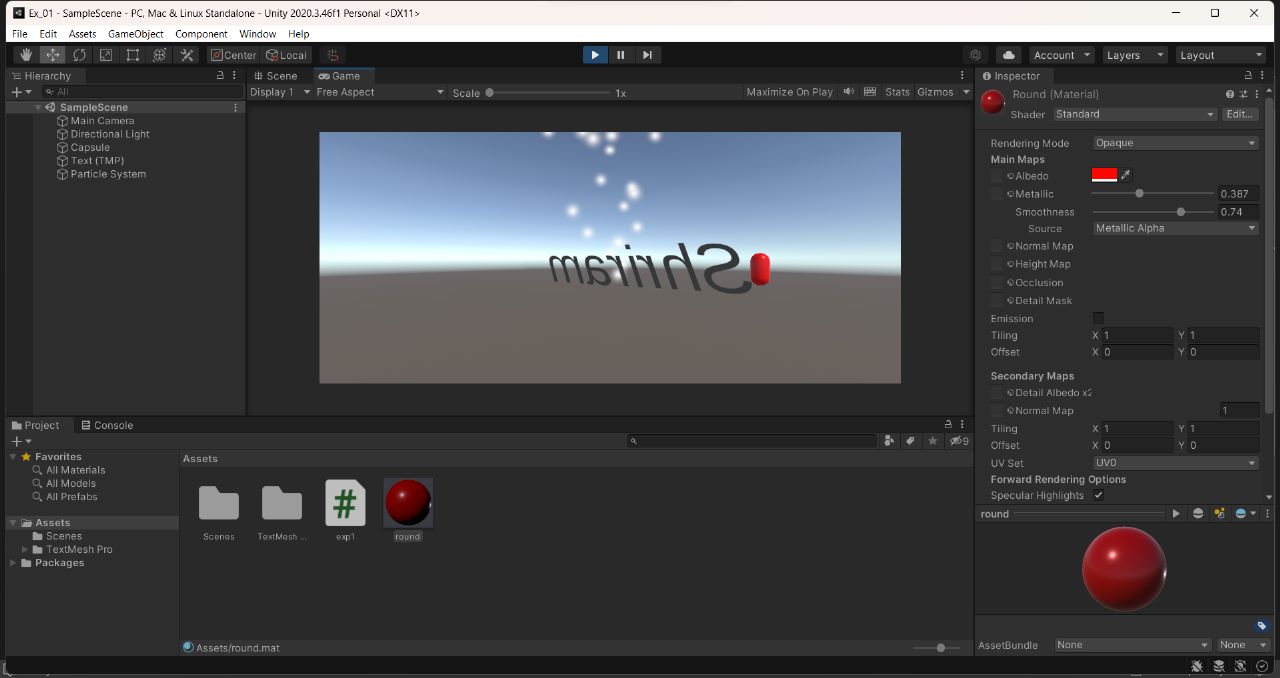 Ex_01 - SampleScene - PC, Mac & Linux Standalone - Unity 2020.3.46f1 Personal <DX11>
File Edit Assets GameObject Component Window Help
Center Local Account Layers Layout
Hierarchy
All
SampleScene
Main Camera
Directional Light
Capsule
Text (TMP)
Particle System
Scene Game
Display 1 Free Aspect Scale 1x Maximize On Play Stats Gizmos
Shriram
Inspector
Round (Material)
Shader Standard Edit...
Rendering Mode Opaque
Main Maps
Albedo
Metallic 0.387
Smoothness 0.74
Source Metallic Alpha
Normal Map
Height Map
Occlusion
Detail Mask
Emission
Tiling X 1 Y 1
Offset X 0 Y 0
Secondary Maps
Detail Albedo x2
Normal Map 1
Tiling X 1 Y 1
Offset X 0 Y 0
UV Set UV0
Forward Rendering Options
Specular Highlights
round
AssetBundle None None
Project Console
9
Favorites
All Materials
All Models
All Prefabs
Assets
Scenes
TextMesh Pro
Packages
Assets
Scenes TextMesh ... exp1 round
Assets/round.mat